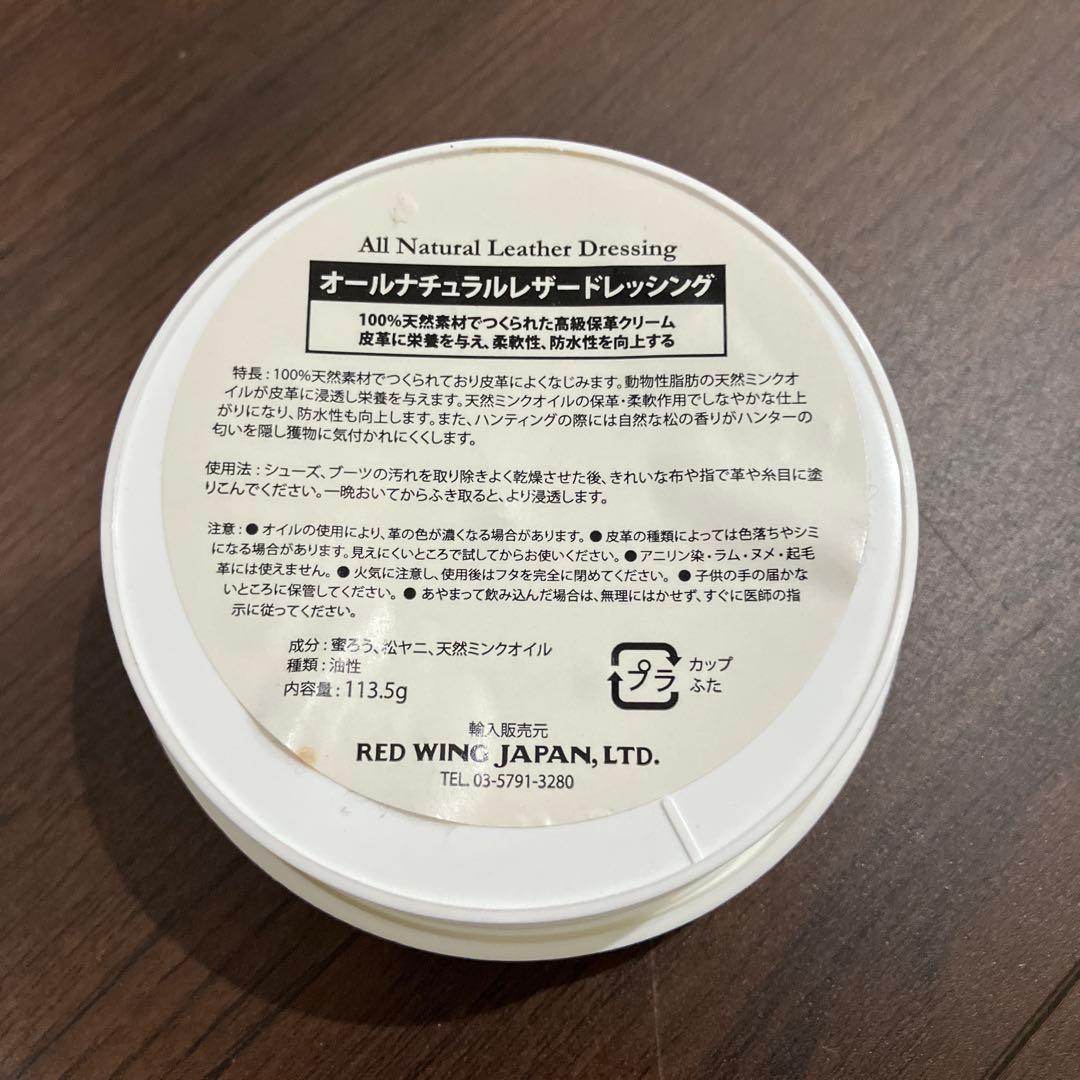 All Natural Leather Dressing
オールナチュラルレザードレッシング
100%天然素材でつくられた高級保革クリーム
皮革に栄養を与え、柔軟性、防水性を向上する
特長：100%天然素材でつくられており皮革によくなじみます。動物性脂肪の天然ミンクオ
イルが皮革に浸透し栄養を与えます。天然ミンクオイルの保革・柔軟作用でしなやかな仕上
がりになり、防水性も向上します。また、ハンティングの際には自然な松の香りがハンターの
匂いを隠し獲物に気付かれにくくします。
使用法：シューズ、ブーツの汚れを取り除きよく乾燥させた後、きれいな布や指で革や糸目に塗
りこんでください。一晩おいてからふき取ると、より浸透します。
注意：● オイルの使用により、革の色が濃くなる場合があります。● 皮革の種類によっては色落ちやシミ
になる場合があります。見えにくいところで試してからお使いください。● アニリン染・ラム・ヌメ・起毛
革には使えません。● 火気に注意し、使用後はフタを完全に閉めてください。● 子供の手の届かな
いところに保管してください。● あやまって飲み込んだ場合は、無理にはかせず、すぐに医師の指
示に従ってください。
成分：蜜ろう、松ヤニ、天然ミンクオイル
種類：油性
内容量：113.5g
プラ
カップ
ふた
輸入販売元
RED WING JAPAN, LTD.
TEL. 03-5791-3280